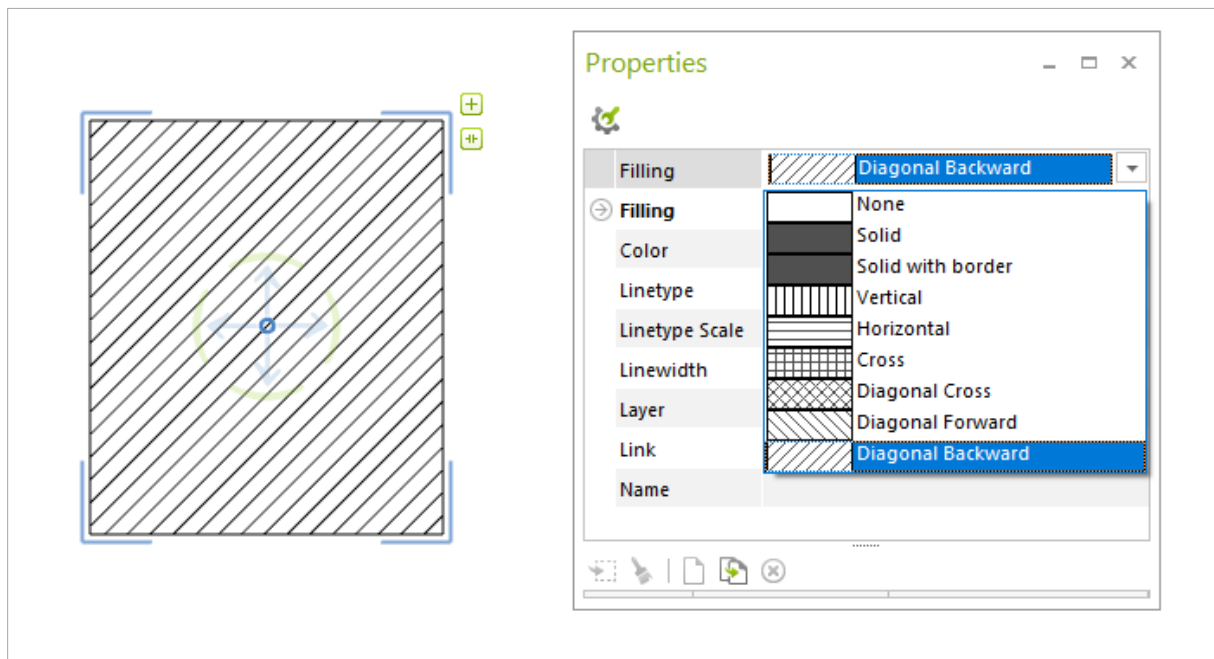 Properties
Filling
Diagonal Backward
Filling
None
Color
Solid
Solid with border
Linetype
Vertical
Linetype Scale
Horizontal
Linewidth
Cross
Layer
Diagonal Cross
Link
Diagonal Forward
Name
Diagonal Backward